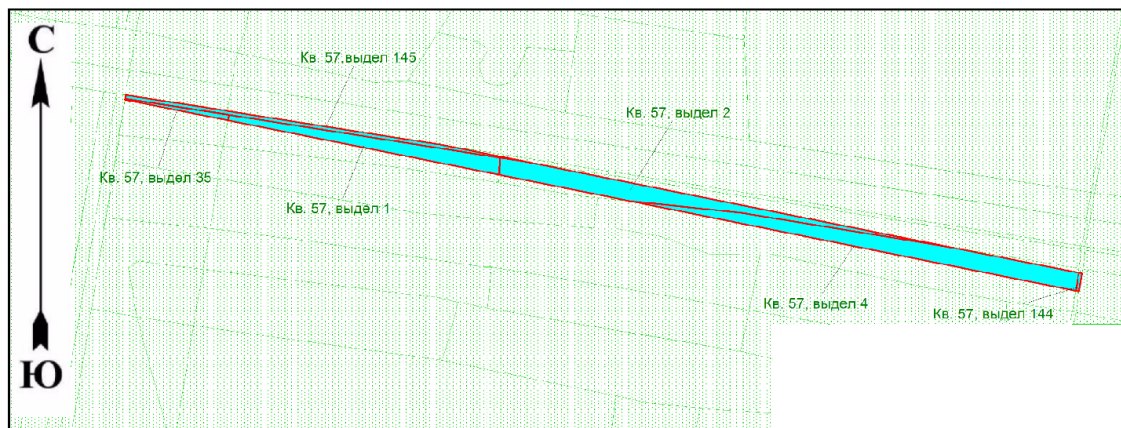 С
Кв. 57,выдел 145
Кв. 57, выдел 2
Кв. 57, выдел 35
Кв. 57, выдел 1
Кв. 57, выдел 4
Кв. 57, выдел 144
Ю